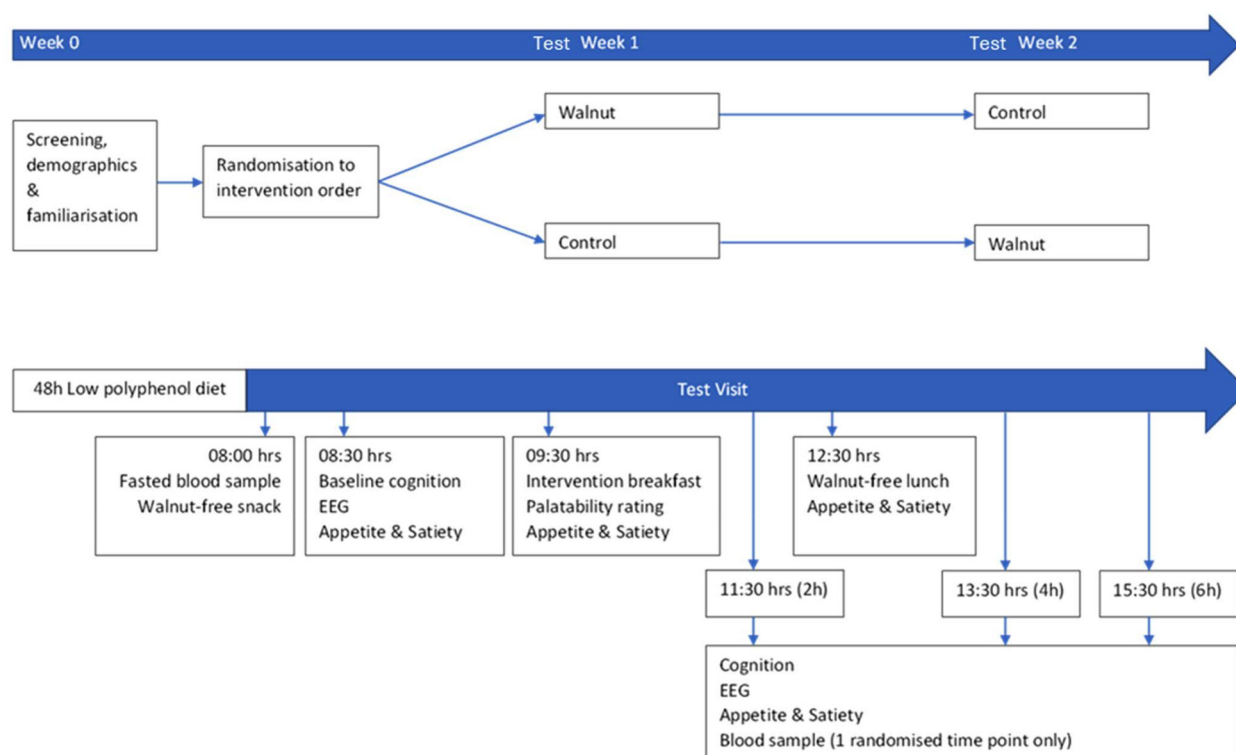 Week 0
Test Week 1
Test Week 2
Screening,
demographics
&
familiarisation
Randomisation to
intervention order
Walnut
Control
Control
Walnut
48h Low polyphenol diet
Test Visit
08:00 hrs
Fasted blood sample
Walnut-free snack
08:30 hrs
Baseline cognition
EEG
Appetite & Satiety
09:30 hrs
Intervention breakfast
Palatability rating
Appetite & Satiety
12:30 hrs
Walnut-free lunch
Appetite & Satiety
11:30 hrs (2h)
13:30 hrs (4h)
15:30 hrs (6h)
Cognition
EEG
Appetite & Satiety
Blood sample (1 randomised time point only)